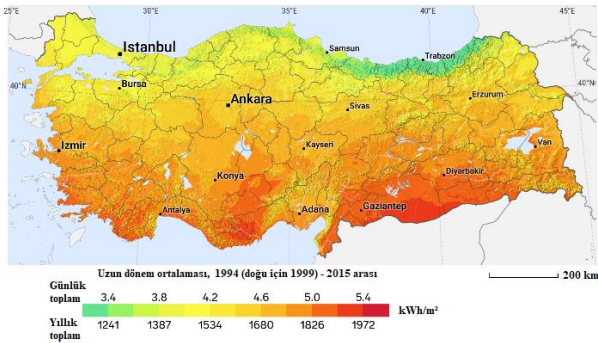 25°E 30°E 35°E 40°E 45°E
Istanbul
Samsun
Trabzon
40°N Bursa 40°N
Ankara
Sivas
Erzurum
Izmir
Kayseri
Van
Konya
Diyarbakir
Antalya
Adana
Gaziantep
Uzun dönem ortalaması, 1994 (doğu için 1999) - 2015 arası
200 km
Günlük
toplam
3.4 3.8 4.2 4.6 5.0 5.4
kWh/m²
Yıllık
toplam
1241 1387 1534 1680 1826 1972